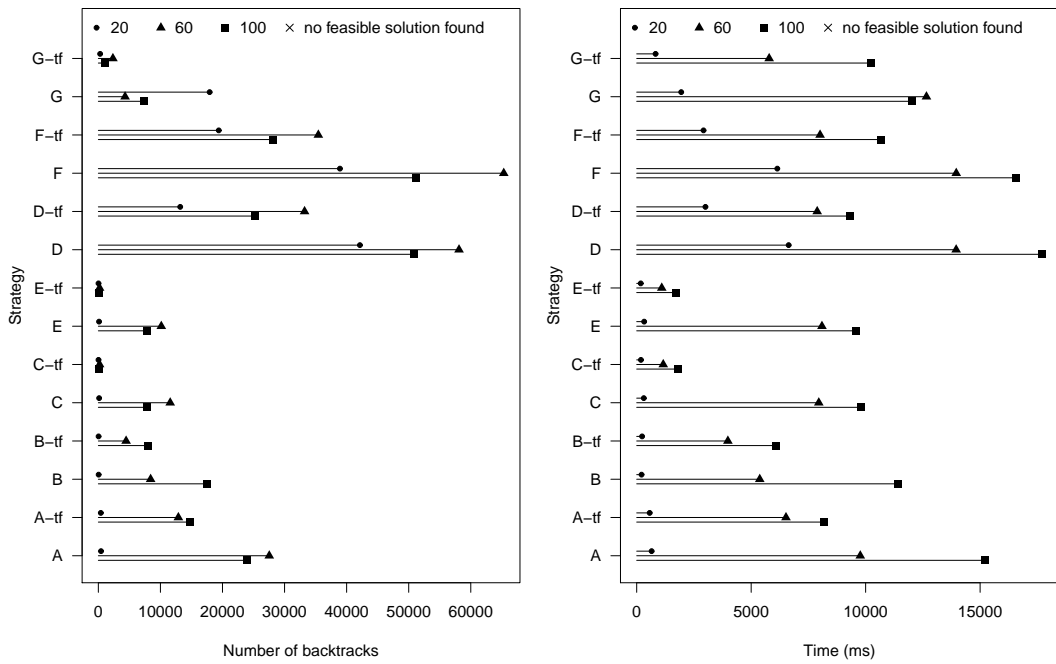 20 60 100 no feasible solution found
G−tf
G
F−tf
F
D−tf
D
E−tf
E
C−tf
C
B−tf
B
A−tf
A
Strategy
0 10000 20000 30000 40000 50000 60000
Number of backtracks
20 60 100 no feasible solution found
G−tf
G
F−tf
F
D−tf
D
E−tf
E
C−tf
C
B−tf
B
A−tf
A
Strategy
0 5000 10000 15000
Time (ms)